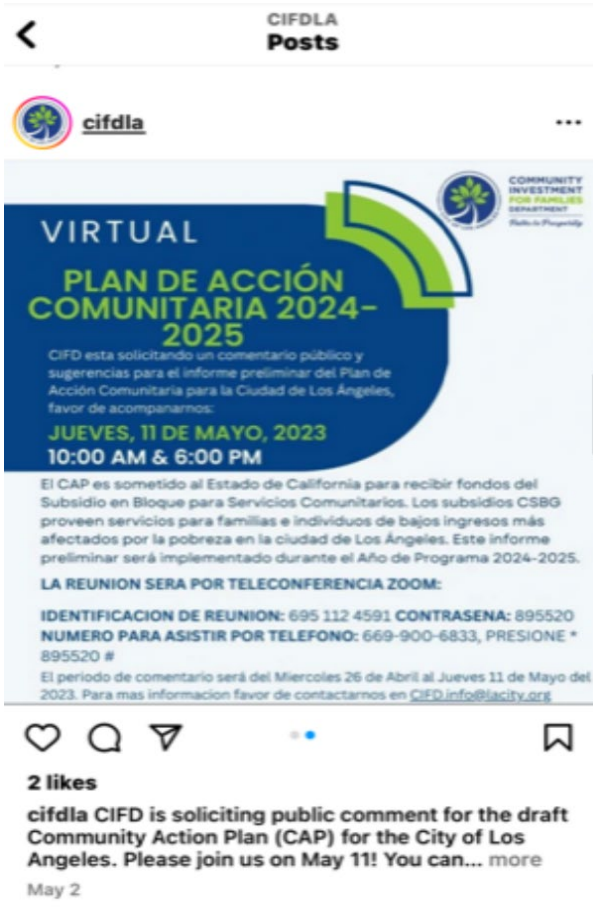 CIFDLA
Posts
cifdla
COMMUNITY
INVESTMENT
FOR FAMILIES
DEPARTMENT
VIRTUAL
PLAN DE ACCIÓN
COMUNITARIA 2024-
2025
CIFD esta solicitando un comentario público y
sugerencias para el informe preliminar del Plan de
Acción Comunitaria para la Ciudad de Los Ángeles,
favor de acompanarnos:
JUEVES, 11 DE MAYO, 2023
10:00 AM & 6:00 PM
El CAP es sometido al Estado de California para recibir fondos del
Subsidio en Bloque para Servicios Comunitarios. Los subsidios CSBG
proveen servicios para familias e individuos de bajos ingresos más
afectados por la pobreza en la ciudad de Los Ángeles. Este informe
preliminar será implementado durante el Año de Programa 2024-2025.
LA REUNION SERA POR TELECONFERENCIA ZOOM:
IDENTIFICACION DE REUNION: 695 112 4591 CONTRASENA: 895520
NUMERO PARA ASISTIR POR TELEFONO: 669-900-6833, PRESIONE *
895520 #
El periodo de comentario será del Miercoles 26 de Abril al Jueves 11 de Mayo del
2023. Para mas informacion favor de contactarnos en CIFD.info@lacity.org
2 likes
cifdla CIFD is soliciting public comment for the draft
Community Action Plan (CAP) for the City of Los
Angeles. Please join us on May 11! You can... more
May 2